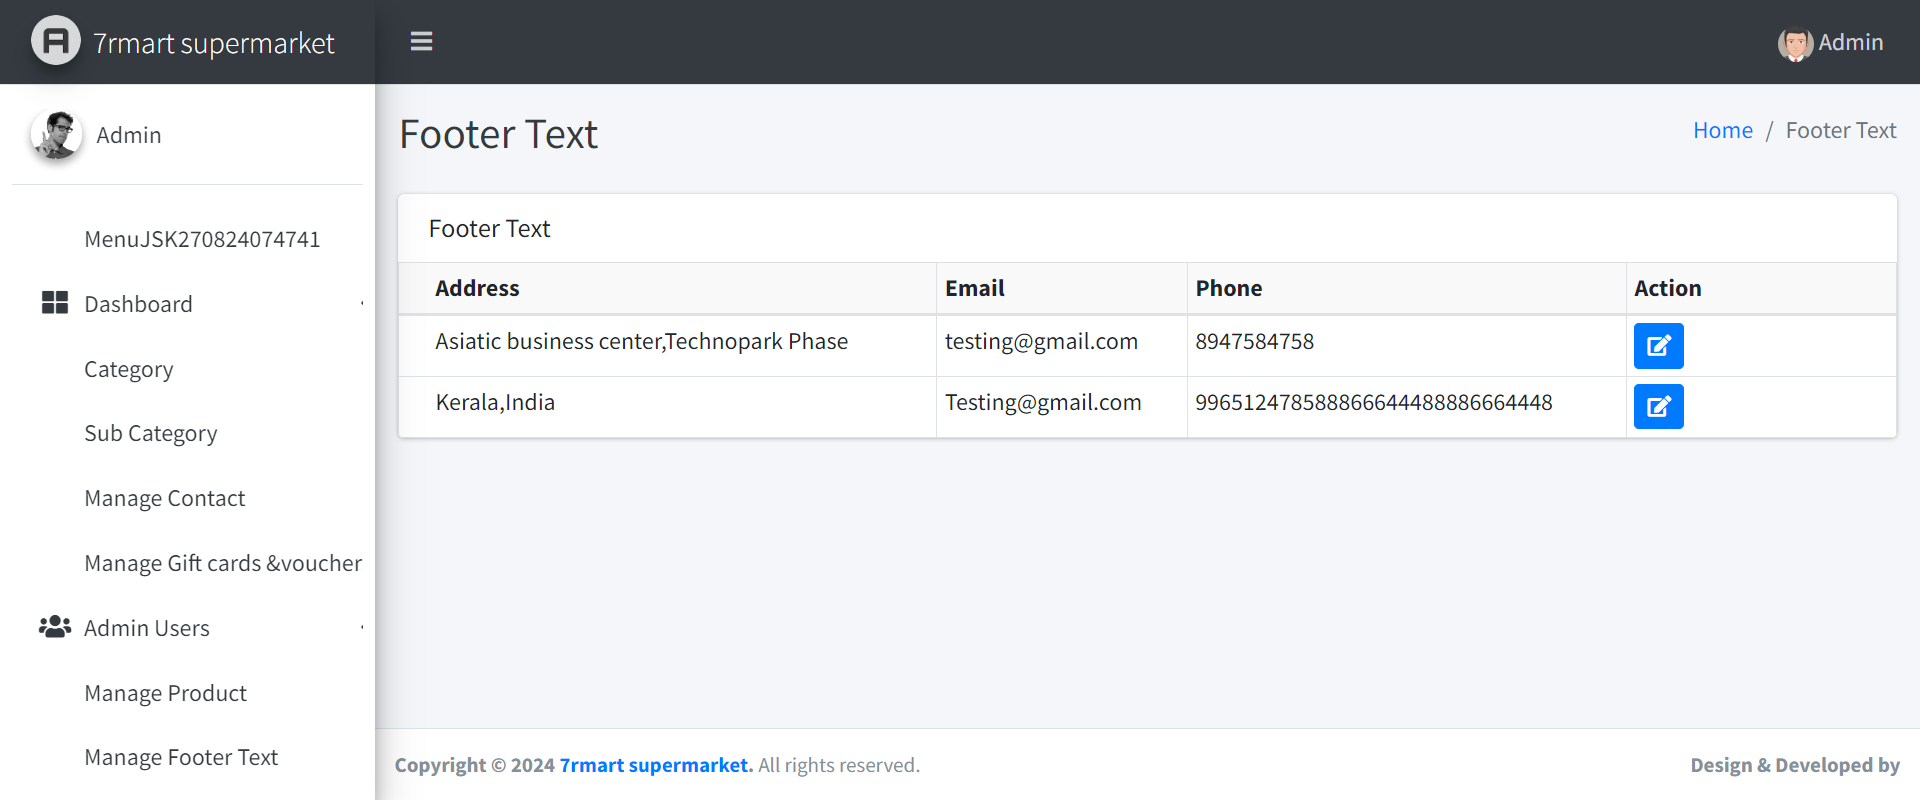 7rmart supermarket
Admin
Admin
MenuJSK270824074741
Dashboard
Category
Sub Category
Manage Contact
Manage Gift cards &voucher
Admin Users
Manage Product
Manage Footer Text
Footer Text
Home / Footer Text
Footer Text
Address Email Phone Action
Asiatic business center,Technopark Phase testing@gmail.com 8947584758
Kerala,India Testing@gmail.com 9965124785888666444888866664448
Copyright © 2024 7rmart supermarket. All rights reserved.
Design & Developed by